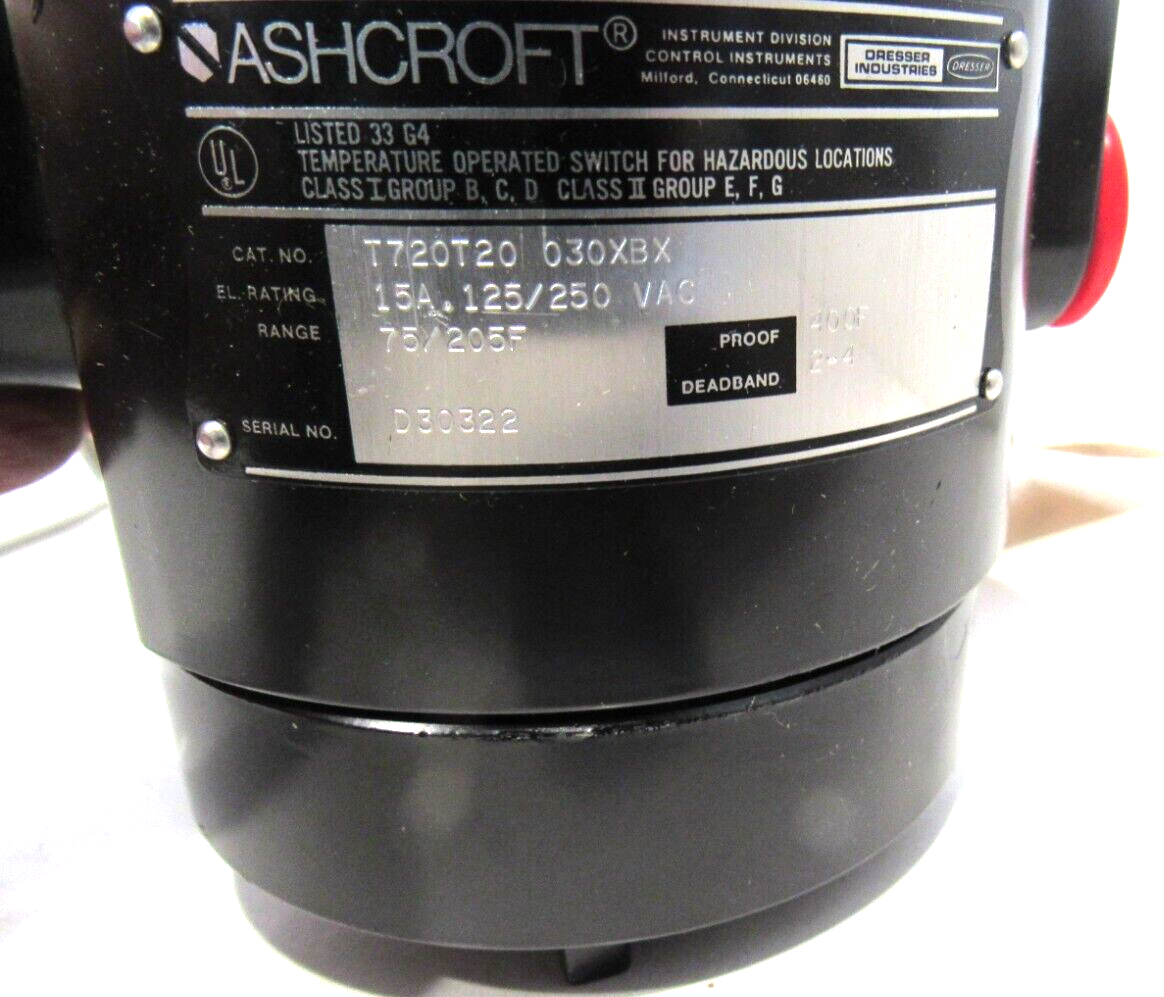 ASHCROFT®
INSTRUMENT DIVISION
CONTROL INSTRUMENTS
Milford, Connecticut 06460
DRESSER
INDUSTRIES
DRESSER
UL®
LISTED 33 G4
TEMPERATURE OPERATED SWITCH FOR HAZARDOUS LOCATIONS
CLASS I GROUP B, C, D CLASS II GROUP E, F, G
CAT. NO. T720T20 030XBX
EL. RATING 15A.125/250 VAC
RANGE 75/205F
PROOF 400F
DEADBAND 2-4
SERIAL NO. D30322